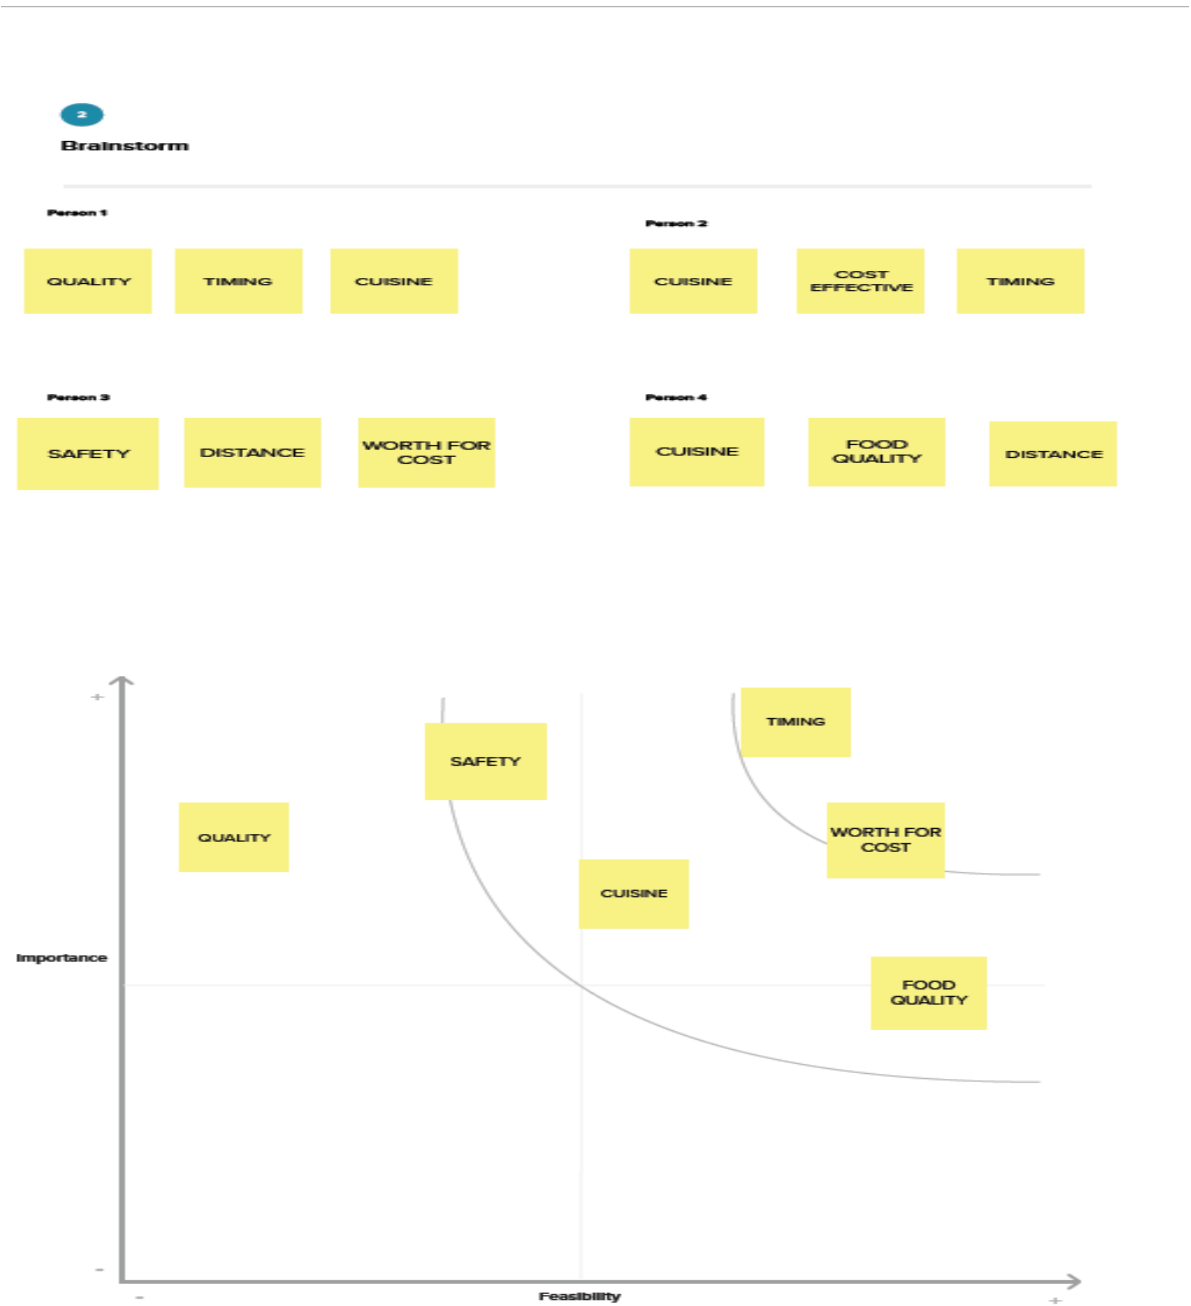 2
Brainstorm
Person 1
Person 2
QUALITY
TIMING
CUISINE
CUISINE
COST
EFFECTIVE
TIMING
Person 3
Person 4
SAFETY
DISTANCE
WORTH FOR
COST
CUISINE
FOOD
QUALITY
DISTANCE
+
TIMING
SAFETY
QUALITY
WORTH FOR
COST
CUISINE
Importance
FOOD
QUALITY
-
-
Feasibility
+